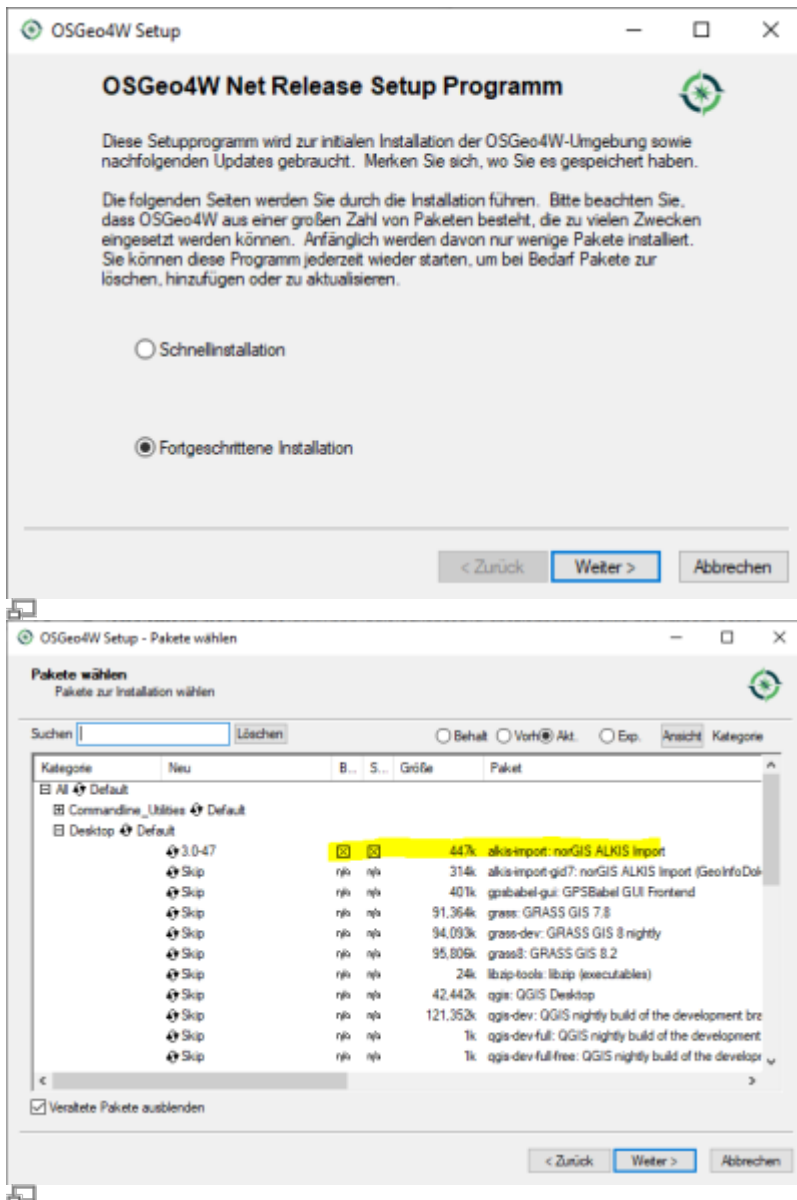 OSGeo4W Setup
OSGeo4W Net Release Setup Programm
Diese Setupprogramm wird zur initialen Installation der OSGeo4W-Umgebung sowie
nachfolgenden Updates gebraucht. Merken Sie sich, wo Sie es gespeichert haben.
Die folgenden Seiten werden Sie durch die Installation führen. Bitte beachten Sie,
dass OSGeo4W aus einer großen Zahl von Paketen besteht, die zu vielen Zwecken
eingesetzt werden können. Anfänglich werden davon nur wenige Pakete installiert.
Sie können diese Programm jederzeit wieder starten, um bei Bedarf Pakete zur
löschen, hinzufügen oder zu aktualisieren.
Schnellinstallation
Fortgeschrittene Installation
< Zurück Weiter > Abbrechen
OSGeo4W Setup - Pakete wählen
Pakete wählen
Pakete zur Installation wählen
Suchen Löschen Behalt Vorh Akt. Exp. Ansicht Kategorie
Kategorie Neu B... S... Größe Paket
All Default
Commandline_Utilities Default
Desktop Default
3.0-47 447k alkis-import: norGIS ALKIS Import
Skip n/a n/a 314k alkis-import-gid7: norGIS ALKIS Import (GeoInfoDok
Skip n/a n/a 401k gpsbabel-gui: GPSBabel GUI Frontend
Skip n/a n/a 91,364k grass: GRASS GIS 7.8
Skip n/a n/a 94,093k grass-dev: GRASS GIS 8 nightly
Skip n/a n/a 95,806k grass8: GRASS GIS 8.2
Skip n/a n/a 24k libzip-tools: libzip (executables)
Skip n/a n/a 42,442k qgis: QGIS Desktop
Skip n/a n/a 121,352k qgis-dev: QGIS nightly build of the development bra
Skip n/a n/a 1k qgis-dev-full: QGIS nightly build of the development
Skip n/a n/a 1k qgis-dev-full-free: QGIS nightly build of the developr
Veraltete Pakete ausblenden
< Zurück Weiter > Abbrechen